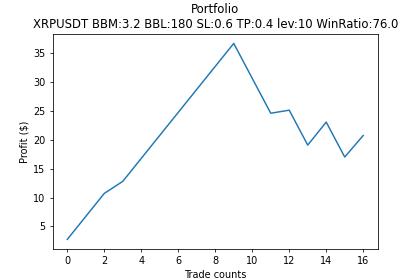 Portfolio
XRPUSDT BBM:3.2 BBL:180 SL:0.6 TP:0.4 lev:10 WinRatio:76.0
35
30
25
20
15
10
5
Profit ($)
0 2 4 6 8 10 12 14 16
Trade counts